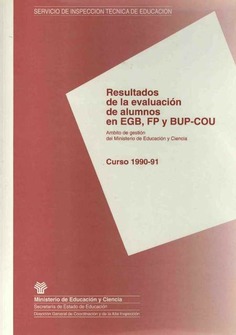 SERVICIO DE INSPECCION TECNICA DE EDUCACIÓN
Resultados
de la evaluación
de alumnos
en EGB, FP y BUP-COU
Ambito de gestión
del Ministerio de Educación y Ciencia
Curso 1990-91
Ministerio de Educación y Ciencia
Secretaría de Estado de Educación
Dirección General de Coordinación y de la Alta Inspección